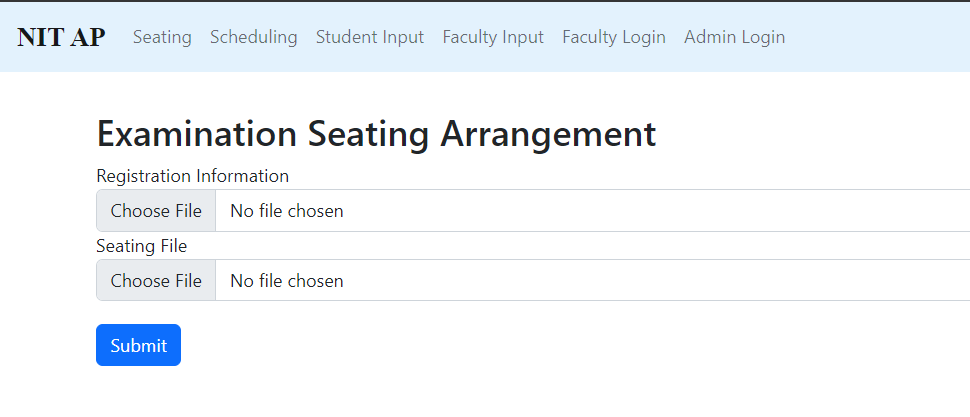 NIT AP Seating Scheduling Student Input Faculty Input Faculty Login Admin Login
Examination Seating Arrangement
Registration Information
Choose File No file chosen
Seating File
Choose File No file chosen
Submit